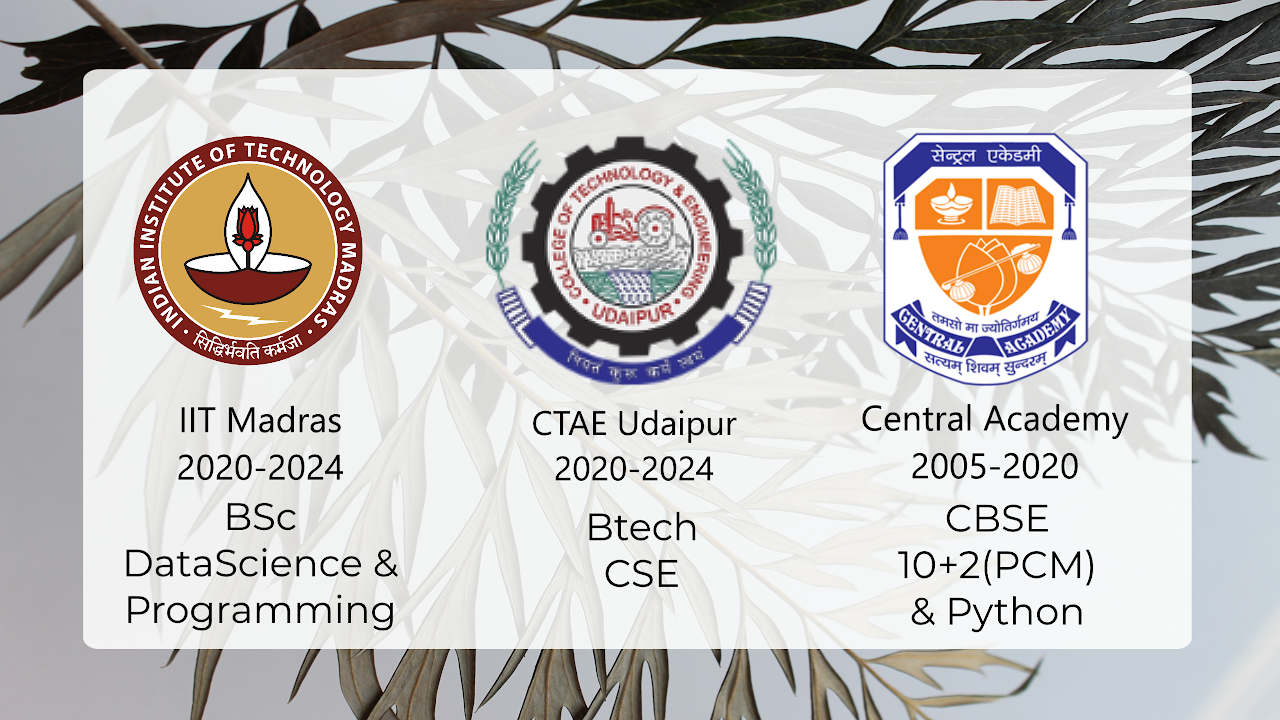 INDIAN INSTITUTE OF TECHNOLOGY MADRAS
सिद्धिर्भवति कर्मजा
IIT Madras
2020-2024
BSc
DataScience &
Programming
COLLEGE OF TECHNOLOGY & ENGINEERING
UDAIPUR
नियतं कुरु कर्म त्वं
CTAE Udaipur
2020-2024
Btech
CSE
सेन्ट्रल एकेडमी
तमसो मा ज्योतिर्गमय
CENTRAL ACADEMY
सत्यम् शिवम् सुन्दरम्
Central Academy
2005-2020
CBSE
10+2(PCM)
& Python